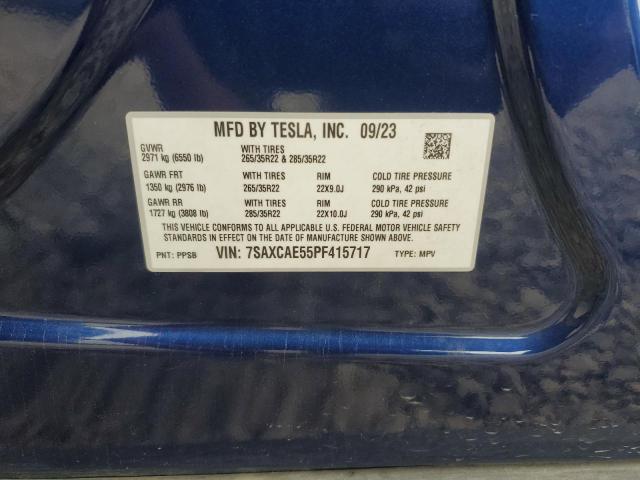 MFD BY TESLA, INC. 09/23
GVWR
2971 kg (6550 lb)
WITH TIRES
265/35R22 & 285/35R22
GAWR FRT
1350 kg (2976 lb)
WITH TIRES
265/35R22
RIM
22X9.0J
COLD TIRE PRESSURE
290 kPa, 42 psi
GAWR RR
1727 kg (3808 lb)
WITH TIRES
285/35R22
RIM
22X10.0J
COLD TIRE PRESSURE
290 kPa, 42 psi
THIS VEHICLE CONFORMS TO ALL APPLICABLE U.S. FEDERAL MOTOR VEHICLE SAFETY
STANDARDS IN EFFECT ON THE DATE OF MANUFACTURE SHOWN ABOVE.
PNT: PPSB VIN: 7SAXCAE55PF415717 TYPE: MPV